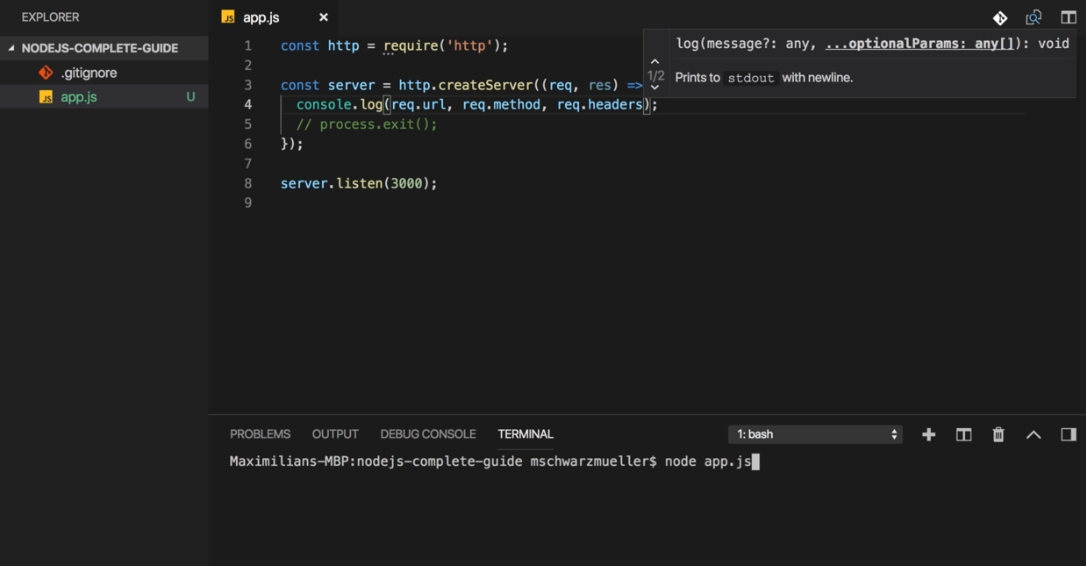 EXPLORER
NODEJS-COMPLETE-GUIDE
.gitignore
JS app.js U
JS app.js ×
1 const http = require('http');
2
3 const server = http.createServer((req, res) =>
4 console.log(req.url, req.method, req.headers);
5 // process.exit();
6 });
7
8 server.listen(3000);
9
log(message?: any, ...optionalParams: any[]): void
1/2 Prints to stdout with newline.
PROBLEMS OUTPUT DEBUG CONSOLE TERMINAL 1: bash
Maximilians-MBP:nodejs-complete-guide mschwarzmueller$ node app.js